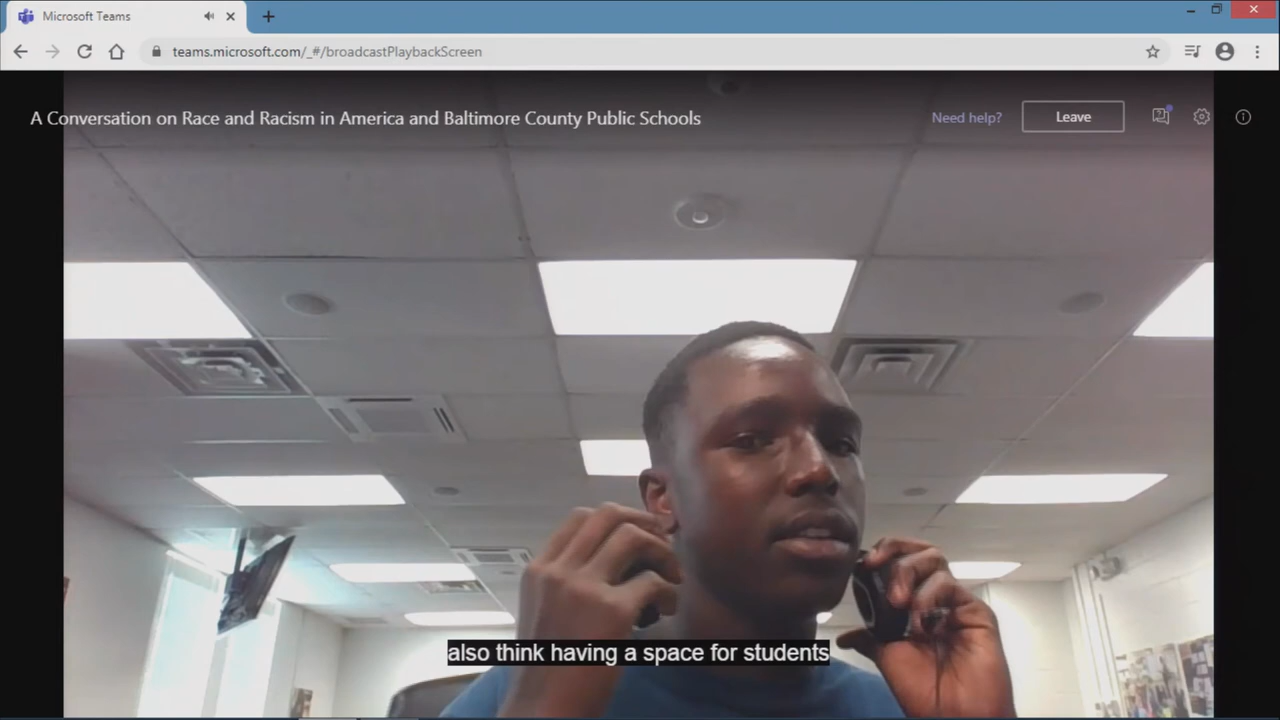 Microsoft Teams
teams.microsoft.com/_#/broadcastPlaybackScreen
A Conversation on Race and Racism in America and Baltimore County Public Schools
Need help?
Leave
also think having a space for students